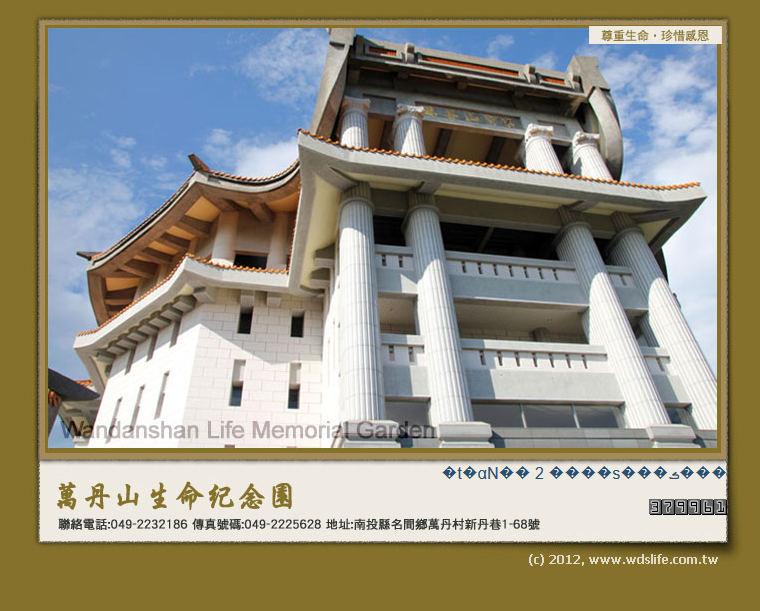 尊重生命・珍惜感恩
Wandanshan Life Memorial Garden
�t�αN�� 2 ����s���ڪ���
萬丹山生命纪念園
379961
聯絡電話:049-2232186 傳真號碼:049-2225628 地址:南投縣名間鄉萬丹村新丹巷1-68號
(c) 2012, www.wdslife.com.tw